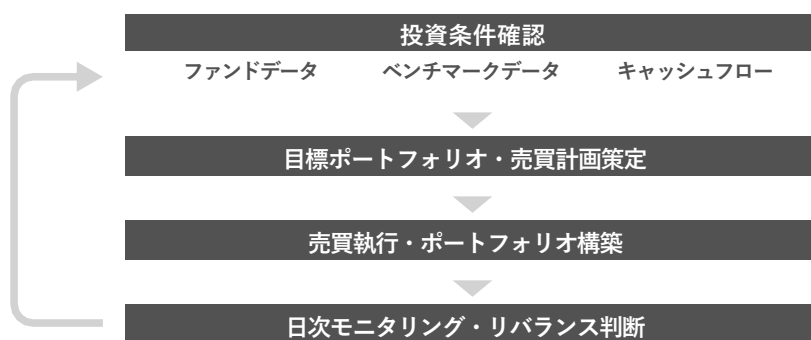 投資条件確認
ファンドデータ ベンチマークデータ キャッシュフロー
目標ポートフォリオ・売買計画策定
売買執行・ポートフォリオ構築
日次モニタリング・リバランス判断